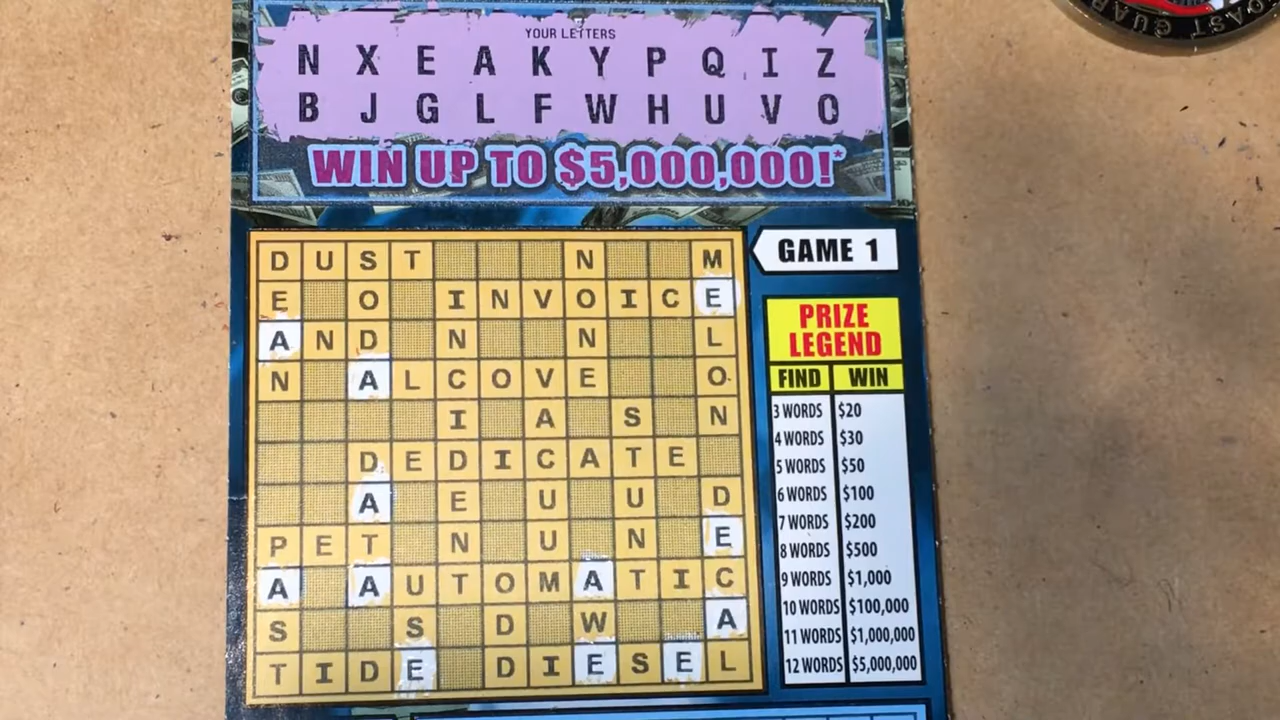 COAST GUARD
YOUR LETTERS
N X E A K Y P Q I Z
B J G L F W H U V O
WIN UP TO $5,000,000!*
GAME 1
D U S T N M
E O I N V O I C E
A N D N N L
N A L C O V E O
I A S N
D E D I C A T E
A E U U D
P E T N U N E
A A U T O M A T I C
S S D W A
T I D E D I E S E L
PRIZE
LEGEND
FIND WIN
3 WORDS $20
4 WORDS $30
5 WORDS $50
6 WORDS $100
7 WORDS $200
8 WORDS $500
9 WORDS $1,000
10 WORDS $100,000
11 WORDS $1,000,000
12 WORDS $5,000,000